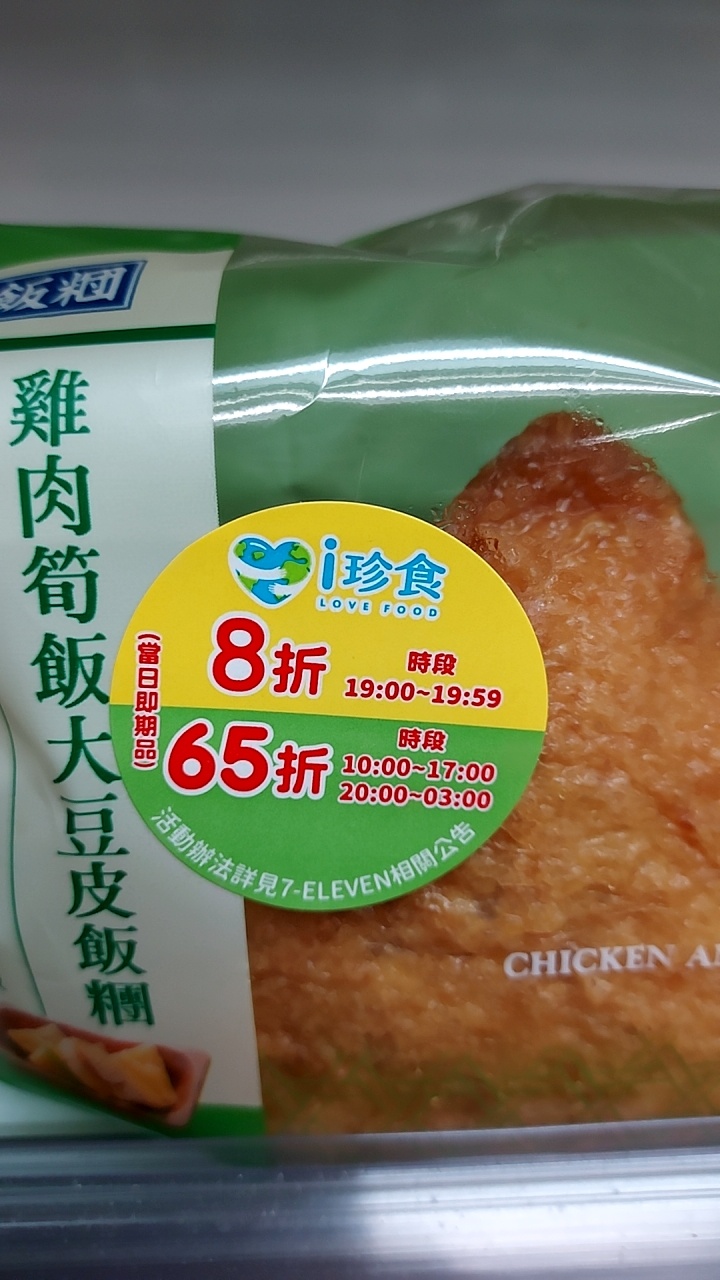 飯糰
雞肉筍飯大豆皮飯糰
i珍食
LOVE FOOD
(當日即期品)
8折
時段
19:00~19:59
65折
時段
10:00~17:00
20:00~03:00
活動辦法詳見7-ELEVEN相關公告
CHICKEN